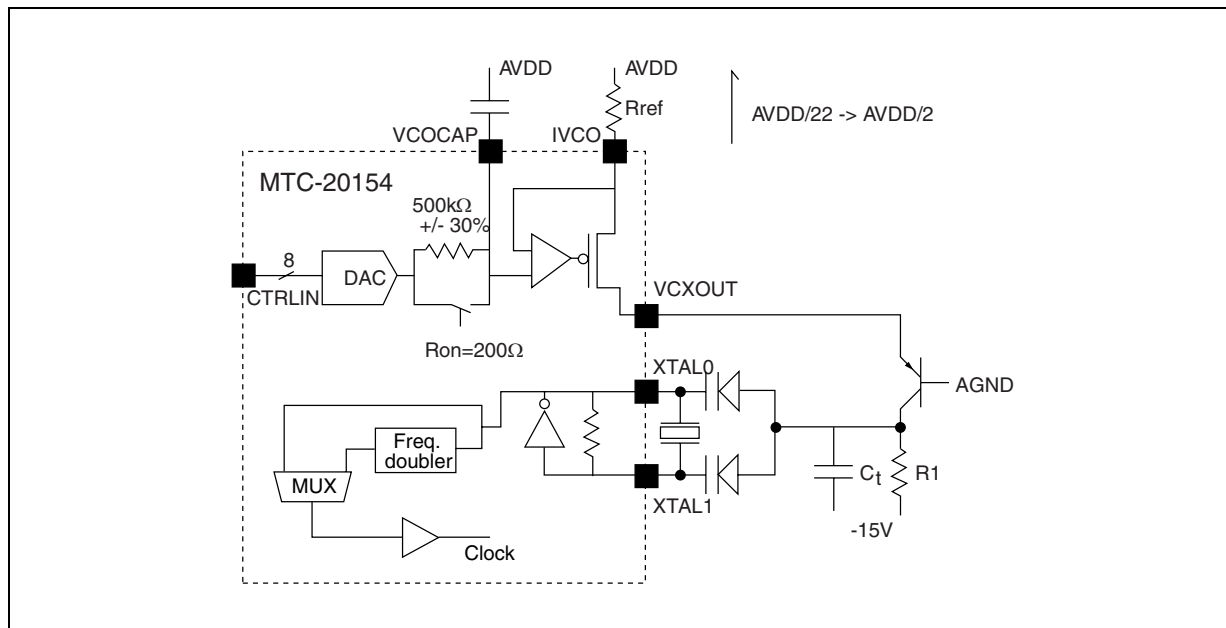 AVDD
AVDD
Rref
AVDD/22 -> AVDD/2
VCOCAP
IVCO
MTC-20154
500kΩ
+/- 30%
8
DAC
CTRLIN
VCXOUT
Ron=200Ω
XTAL0
AGND
Freq.
doubler
MUX
Ct
R1
XTAL1
-15V
Clock